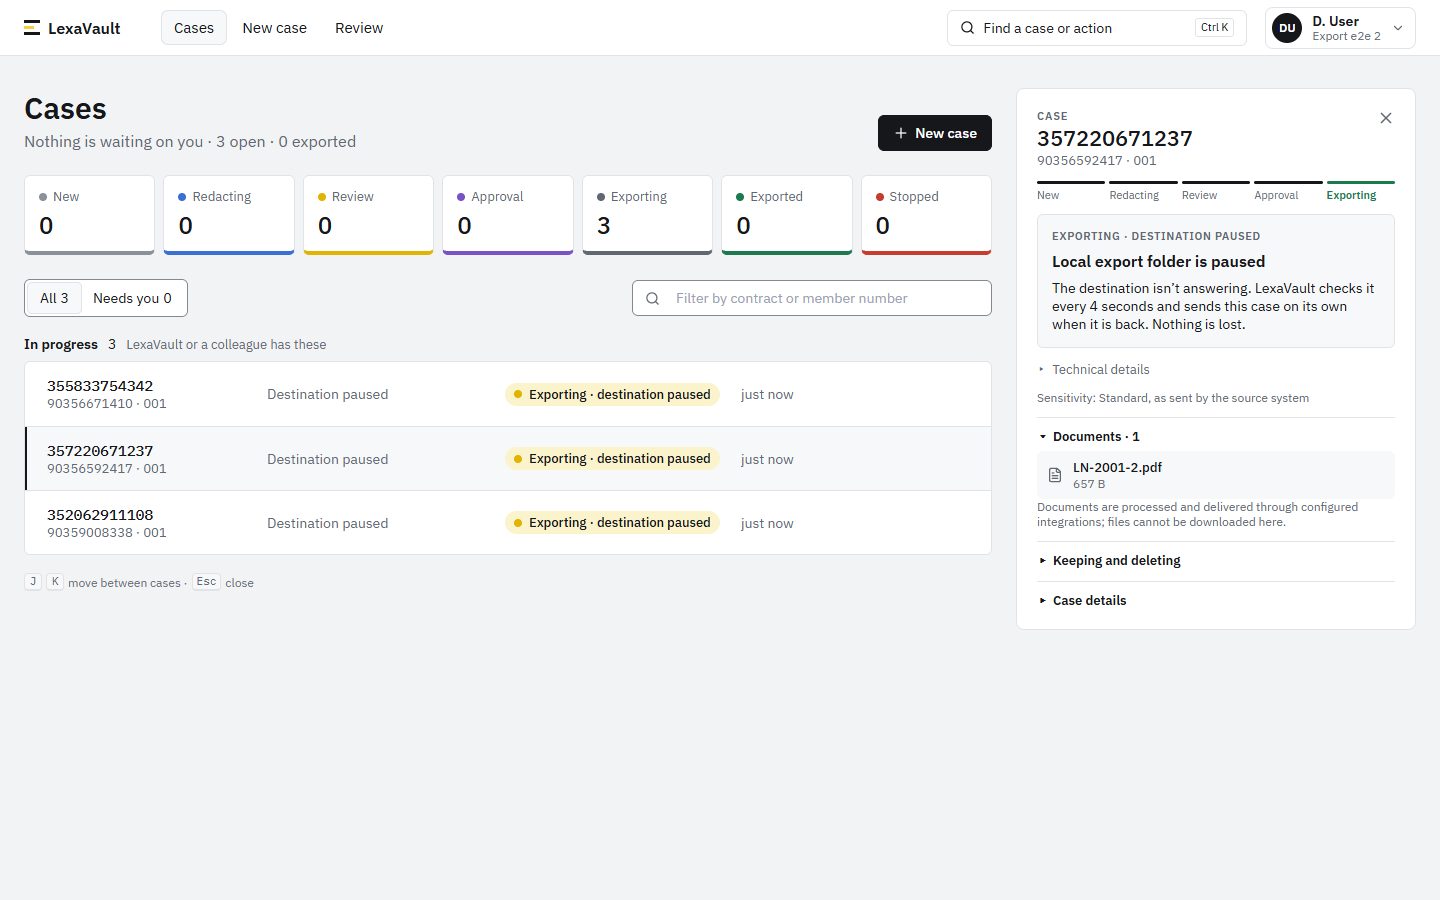 LexaVault
Cases
New case
Review
Find a case or action
Ctrl K
DU
D. User
Export e2e 2
Cases
Nothing is waiting on you · 3 open · 0 exported
New case
New
0
Redacting
0
Review
0
Approval
0
Exporting
3
Exported
0
Stopped
0
All 3
Needs you 0
Filter by contract or member number
In progress 3 LexaVault or a colleague has these
355833754342
90356671410 · 001
Destination paused
Exporting · destination paused
just now
357220671237
90356592417 · 001
Destination paused
Exporting · destination paused
just now
352062911108
90359008338 · 001
Destination paused
Exporting · destination paused
just now
J K move between cases · Esc close
CASE
357220671237
90356592417 · 001
New
Redacting
Review
Approval
Exporting
EXPORTING · DESTINATION PAUSED
Local export folder is paused
The destination isn’t answering. LexaVault checks it
every 4 seconds and sends this case on its own
when it is back. Nothing is lost.
Technical details
Sensitivity: Standard, as sent by the source system
Documents · 1
LN-2001-2.pdf
657 B
Documents are processed and delivered through configured
integrations; files cannot be downloaded here.
Keeping and deleting
Case details